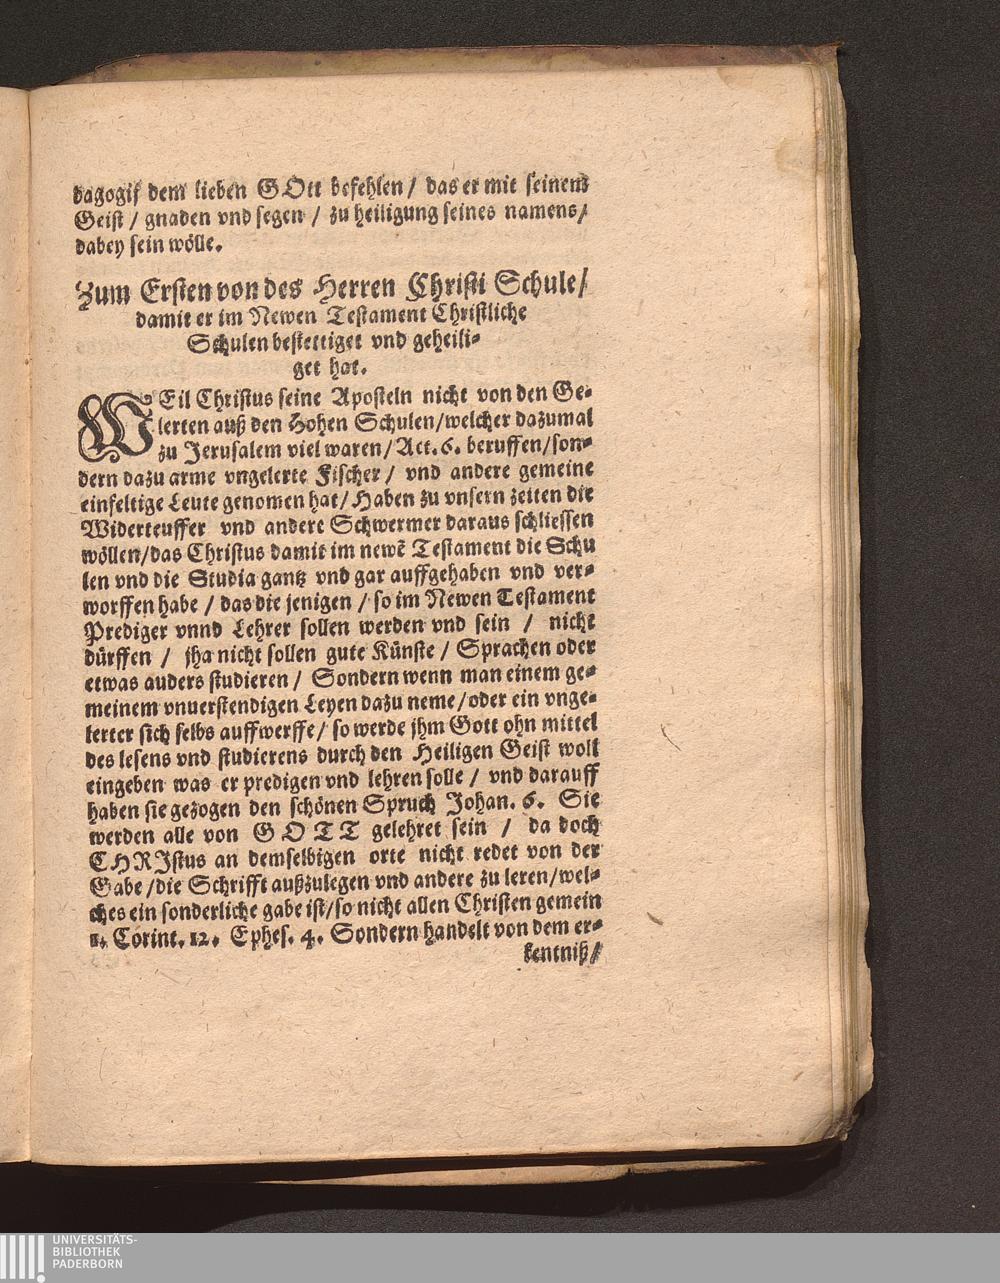 dagogij dem lieben GOtt befehlen / das er mit seinem
Geist / gnaden vnd segen / zu heiligung seines namens /
dabey sein wölle.
Zum Ersten von des Herren Christi Schule /
damit er im Newen Testament Christliche
Schulen bestettiget vnd geheili-
get hat.
WEil Christus seine Aposteln nicht von den Ge-
lerten auß den Hohen Schulen / welcher dazumal
zu Jerusalem viel waren / Act. 6. beruffen / son-
dern dazu arme vngelerte Fischer / vnd andere gemeine
einfeltige Leute genomen hat / Haben zu vnsern zeiten die
Widerteuffer vnd andere Schwermer daraus schliessen
wöllen / das Christus damit im newẽ Testament die Schu
len vnd die Studia gantz vnd gar auffgehaben vnd ver-
worffen habe / das die jenigen / so im Newen Testament
Prediger vnnd Lehrer sollen werden vnd sein / nicht
dürffen / jha nicht sollen gute Künste / Sprachen oder
etwas anders studieren / Sondern wenn man einem ge-
meinem vnuerstendigen Leyen dazu neme / oder ein vnge-
lerter sich selbs auffwerffe / so werde jhm Gott ohn mittel
des lesens vnd studierens durch den Heiligen Geist woll
eingeben was er predigen vnd lehren solle / vnd darauff
haben sie gezogen den schönen Spruch Johan. 6. Sie
werden alle von GOTT gelehret sein / da doch
CHRJstus an demselbigen orte nicht redet von der
Gabe / die Schrifft außzulegen vnd andere zu leren / wel-
ches ein sonderliche gabe ist / so nicht allen Christen gemein
1. Corint. 12. Ephes. 4. Sondern handelt von dem er-
kentniß /
UNIVERSITÄTS-
BIBLIOTHEK
PADERBORN